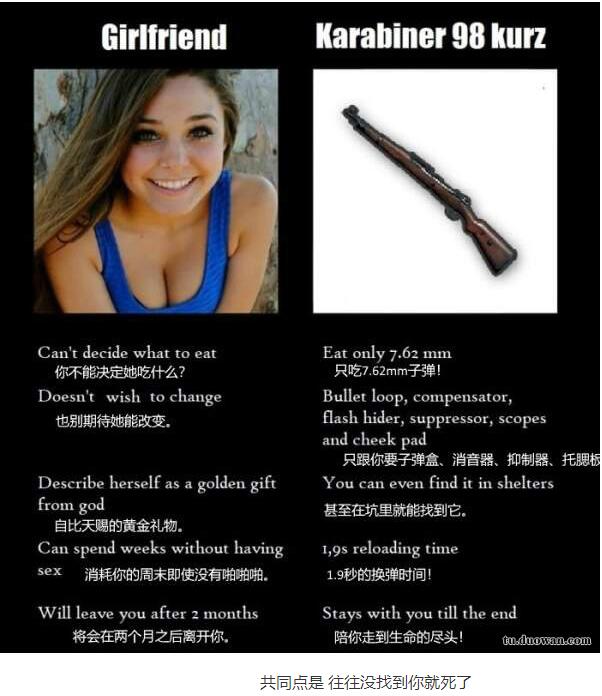 Girlfriend
Karabiner 98 kurz
Can't decide what to eat
你不能决定她吃什么?
Doesn't wish to change
也别期待她能改变。
Describe herself as a golden gift
from god
自比天赐的黄金礼物。
Can spend weeks without having
sex 消耗你的周末即使没有啪啪啪。
Will leave you after 2 months
将会在两个月之后离开你。
Eat only 7.62 mm
只吃7.62mm子弹!
Bullet loop, compensator,
flash hider, suppressor, scopes
and cheek pad
只跟你要子弹盒、消音器、抑制器、托腮板
You can even find it in shelters
甚至在坑里就能找到它。
1,9s reloading time
1.9秒的换弹时间!
Stays with you till the end
陪你走到生命的尽头!
tu.duowan.com
共同点是 往往没找到你就死了